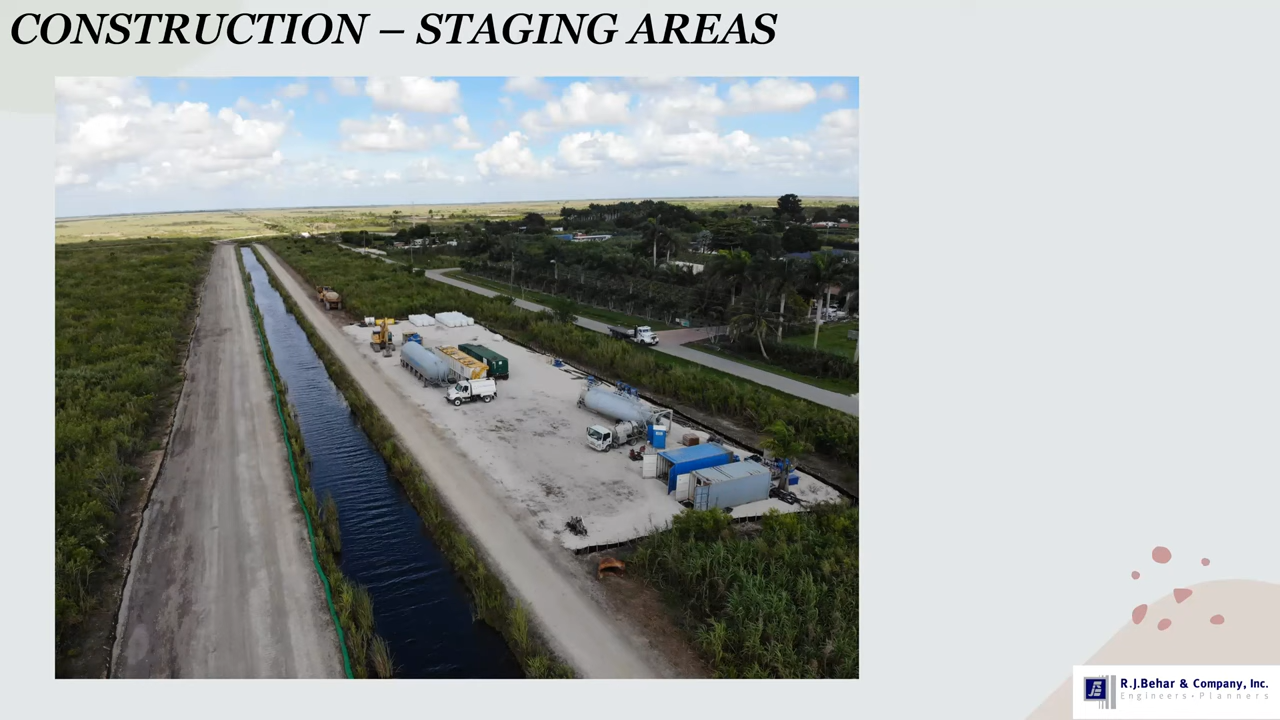 CONSTRUCTION – STAGING AREAS
R.J.Behar & Company, Inc.
Engineers • Planners